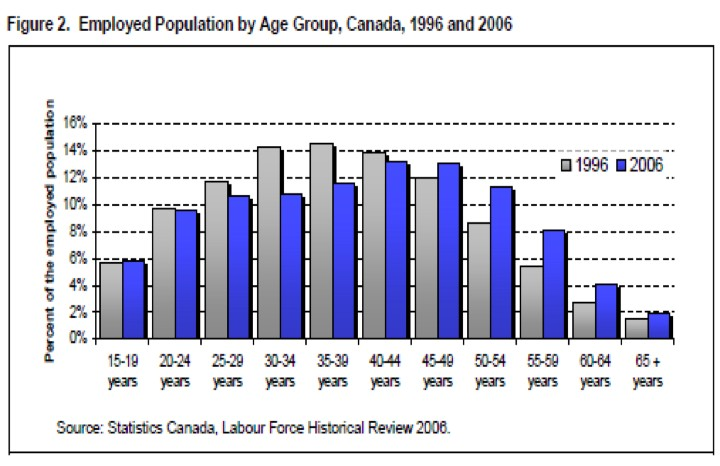 Figure 2. Employed Population by Age Group, Canada, 1996 and 2006
Percent of the employed population
16%
14%
12%
10%
8%
6%
4%
2%
0%
1996 2006
15-19 20-24 25-29 30-34 35-39 40-44 45-49 50-54 55-59 60-64 65 +
years years years years years years years years years years years
Source: Statistics Canada, Labour Force Historical Review 2006.